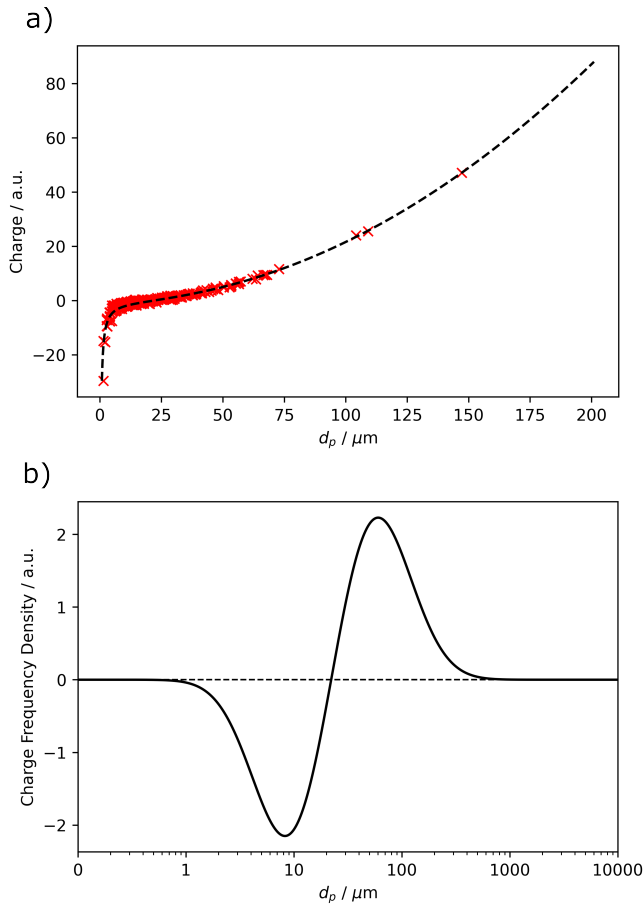 a)
80
60
40
20
0
−20
Charge / a.u.
0 25 50 75 100 125 150 175 200
d_p / μm
b)
2
1
0
−1
−2
Charge Frequency Density / a.u.
0 1 10 100 1000 10000
d_p / μm